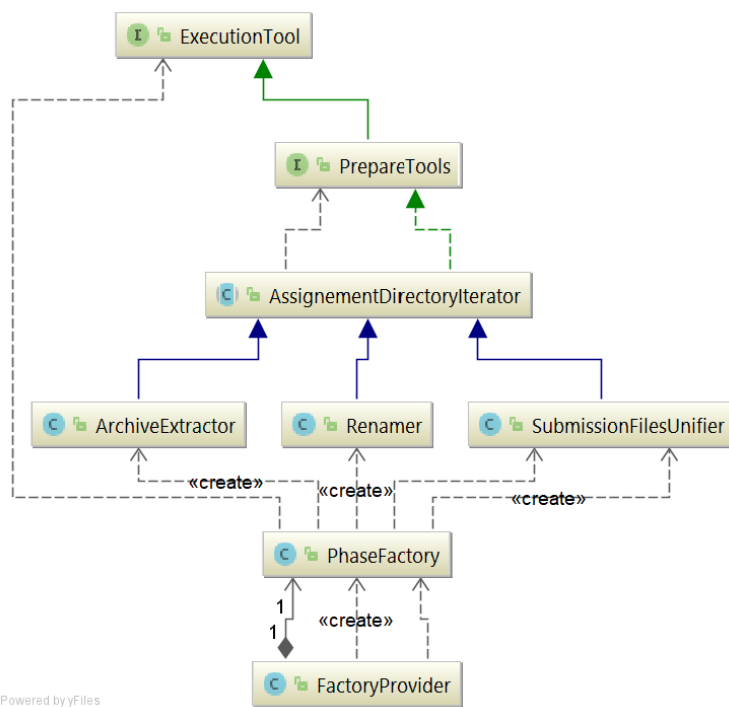 I ExecutionTool
I PrepareTools
C AssignementDirectoryIterator
C ArchiveExtractor
C Renamer
C SubmissionFilesUnifier
«create»
«create»
«create»
C PhaseFactory
1
«create»
1
C FactoryProvider
Powered by yFiles